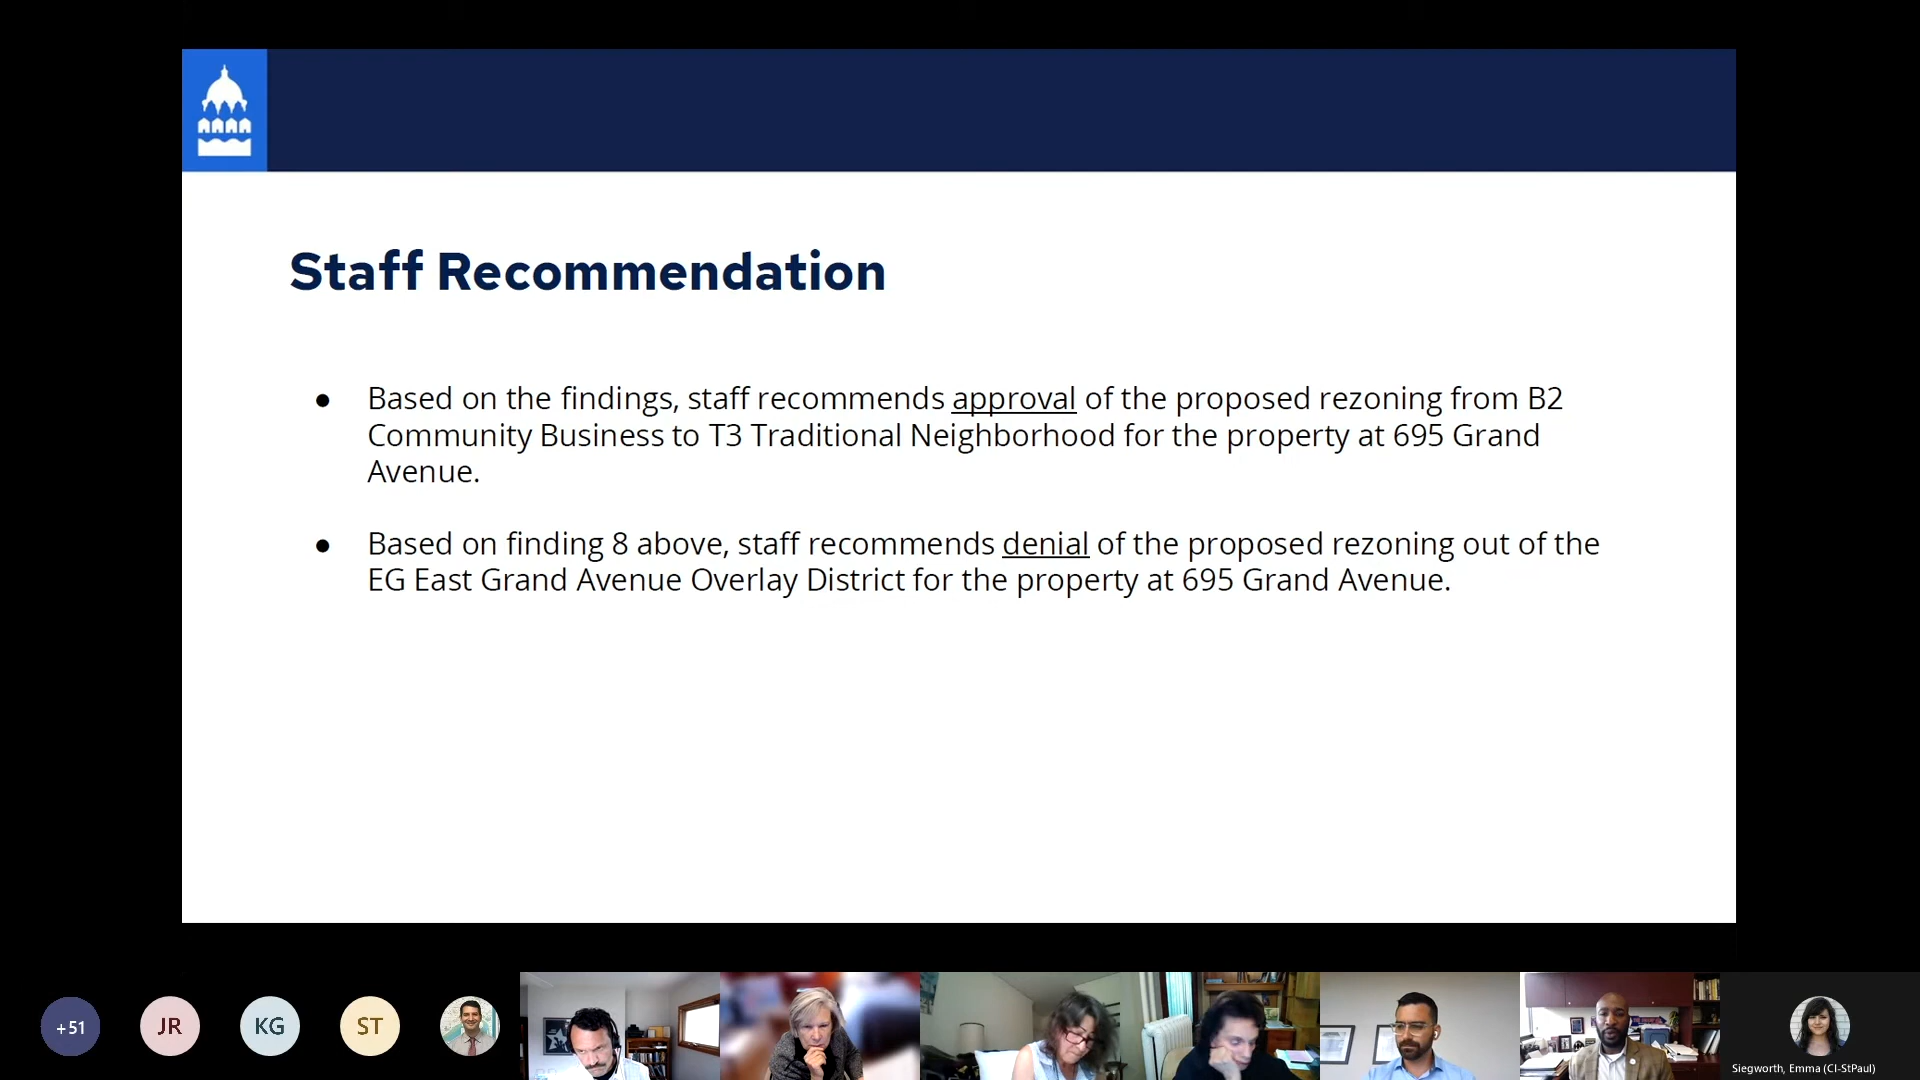 Staff Recommendation
● Based on the findings, staff recommends approval of the proposed rezoning from B2
Community Business to T3 Traditional Neighborhood for the property at 695 Grand
Avenue.
● Based on finding 8 above, staff recommends denial of the proposed rezoning out of the
EG East Grand Avenue Overlay District for the property at 695 Grand Avenue.
+51
JR
KG
ST
Siegworth, Emma (CI-StPaul)